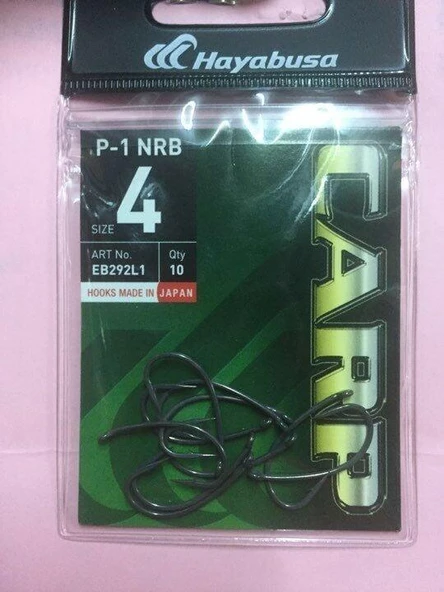 Hayabusa
P-1 NRB
SIZE 4
ART No. Qty
EB292L1 10
HOOKS MADE IN JAPAN
CARP